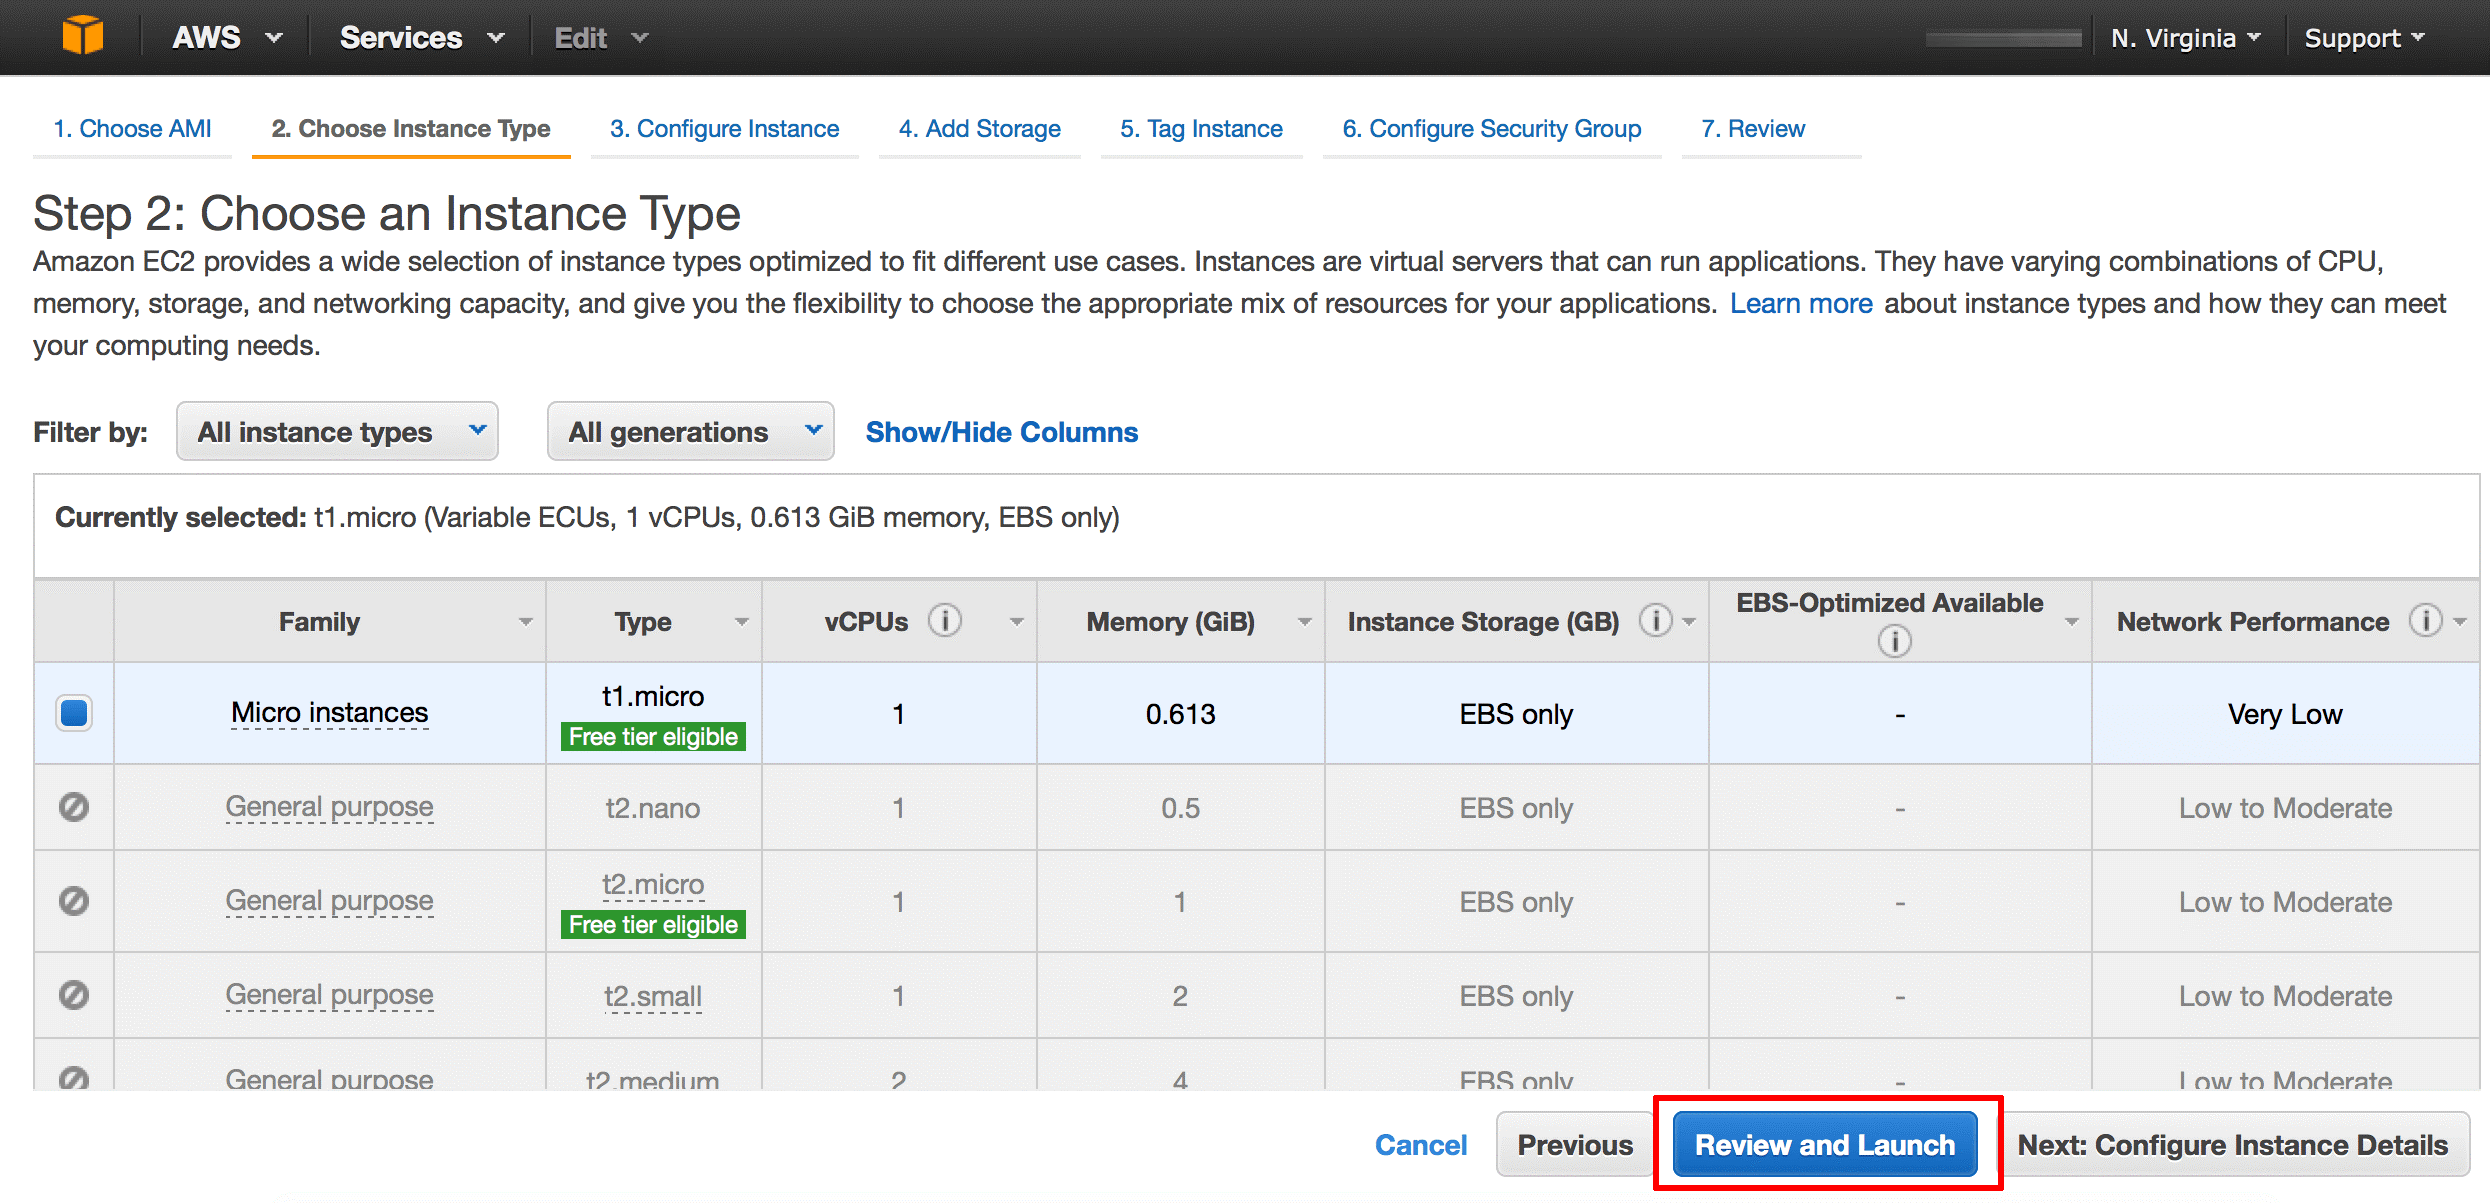 AWS Services Edit N. Virginia Support
1. Choose AMI 2. Choose Instance Type 3. Configure Instance 4. Add Storage 5. Tag Instance 6. Configure Security Group 7. Review
Step 2: Choose an Instance Type
Amazon EC2 provides a wide selection of instance types optimized to fit different use cases. Instances are virtual servers that can run applications. They have varying combinations of CPU,
memory, storage, and networking capacity, and give you the flexibility to choose the appropriate mix of resources for your applications. Learn more about instance types and how they can meet
your computing needs.
Filter by: All instance types All generations Show/Hide Columns
Currently selected: t1.micro (Variable ECUs, 1 vCPUs, 0.613 GiB memory, EBS only)
Family Type vCPUs i Memory (GiB) Instance Storage (GB) i EBS-Optimized Available i Network Performance i
Micro instances t1.micro Free tier eligible 1 0.613 EBS only - Very Low
General purpose t2.nano 1 0.5 EBS only - Low to Moderate
General purpose t2.micro Free tier eligible 1 1 EBS only - Low to Moderate
General purpose t2.small 1 2 EBS only - Low to Moderate
General purpose t2.medium 2 4 EBS only - Low to Moderate
Cancel Previous Review and Launch Next: Configure Instance Details